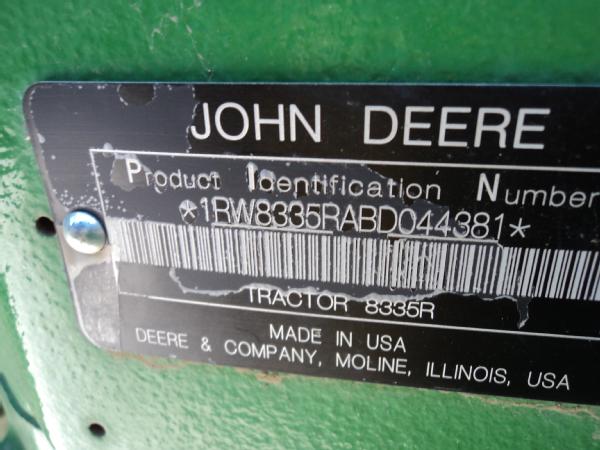 JOHN DEERE
Product Identification Number
*1RW8335RABD044381*
TRACTOR 8335R
MADE IN USA
DEERE & COMPANY, MOLINE, ILLINOIS, USA